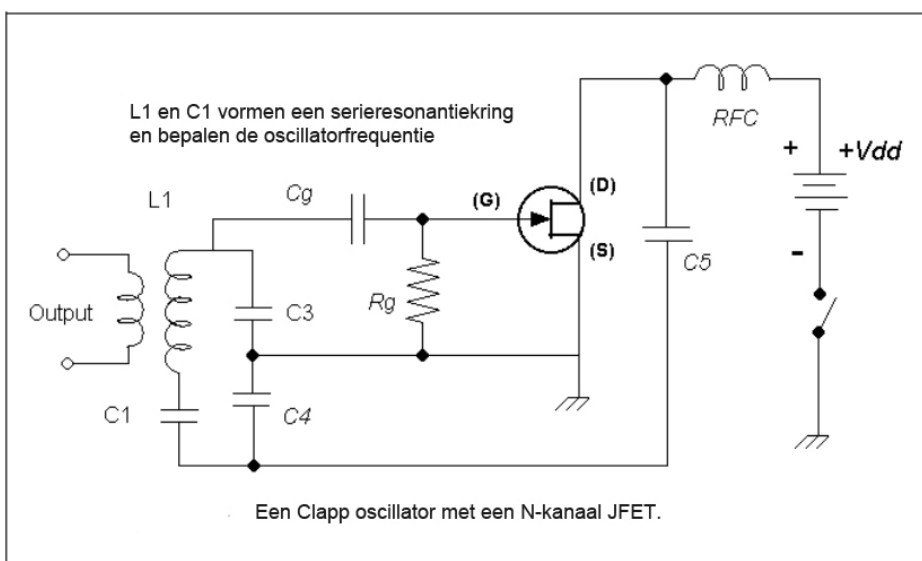 L1 en C1 vormen een serieresonantiekring
en bepalen de oscillatorfrequentie
RFC
+ +Vdd
L1
Cg
(G)
(D)
(S)
-
C5
Output
C3
Rg
C1
C4
Een Clapp oscillator met een N-kanaal JFET.